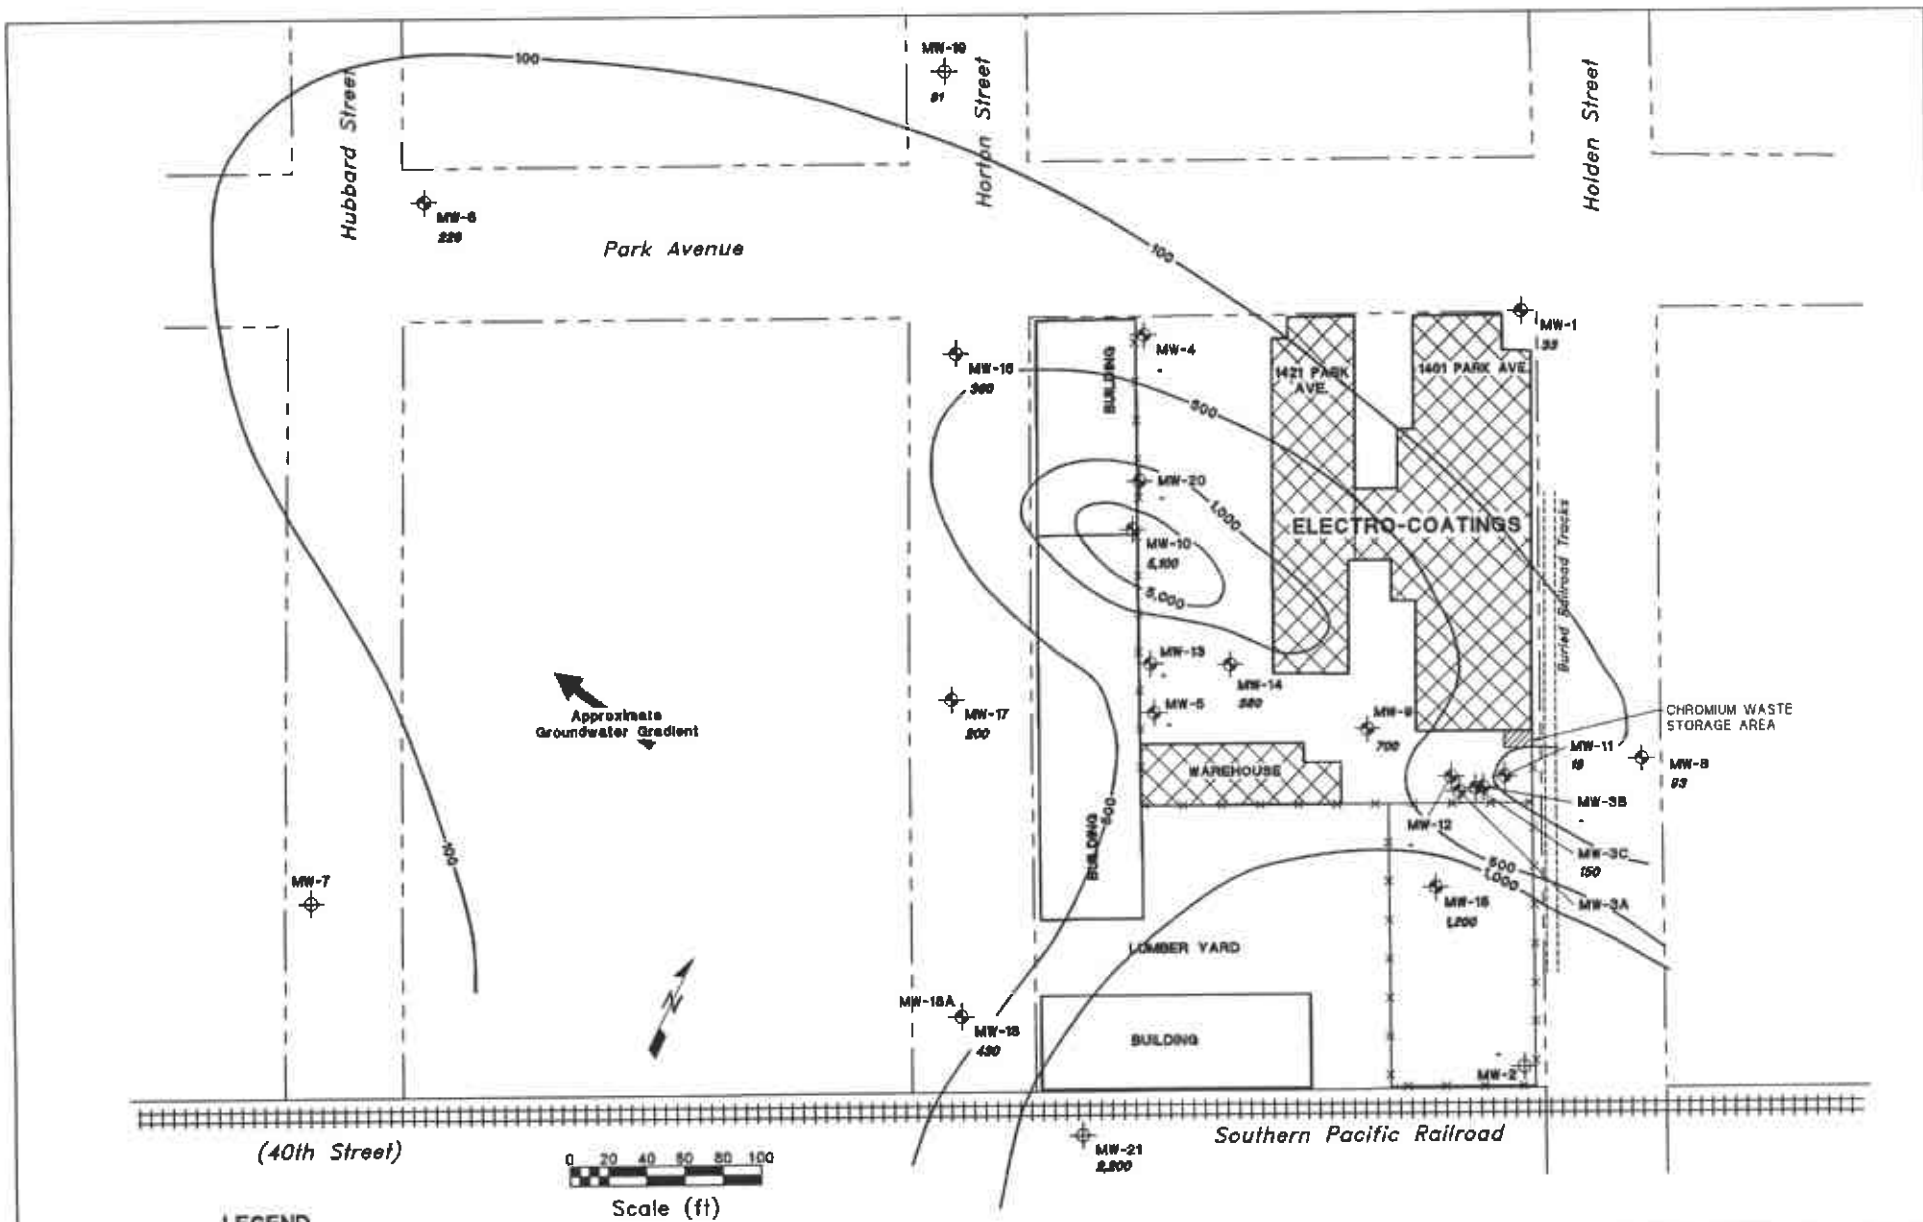 MW-19
81
100
Hubbard Street
Horton Street
Holden Street
MW-6
226
Park Avenue
100
MW-1
33
MW-4
MW-16
360
BUILDING
1421 PARK
AVE.
1401 PARK AVE.
500
MW-20
1,000
ELECTRO-COATINGS
MW-10
5,100
5,000
Buried Railroad Tracks
MW-13
MW-14
580
MW-5
MW-17
200
Approximate
Groundwater Gradient
MW-9
700
CHROMIUM WASTE
STORAGE AREA
MW-11
19
MW-8
93
WAREHOUSE
500
BUILDING
MW-3B
MW-12
MW-3C
150
500
1,000
MW-3A
100
MW-7
MW-15
1,200
LUMBER YARD
N
MW-18A
MW-18
430
BUILDING
MW-2
(40th Street)
Southern Pacific Railroad
MW-21
2,200
0 20 40 60 80 100
Scale (ft)
LEGEND